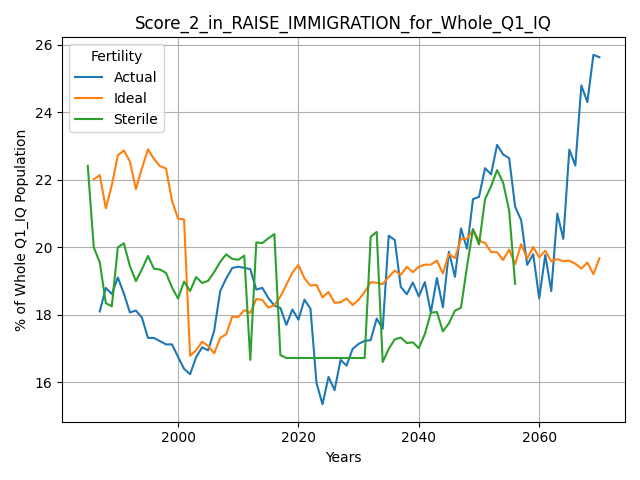 Score_2_in_RAISE_IMMIGRATION_for_Whole_Q1_IQ
Fertility
Actual
Ideal
Sterile
% of Whole Q1_IQ Population
26
24
22
20
18
16
2000
2020
2040
2060
Years